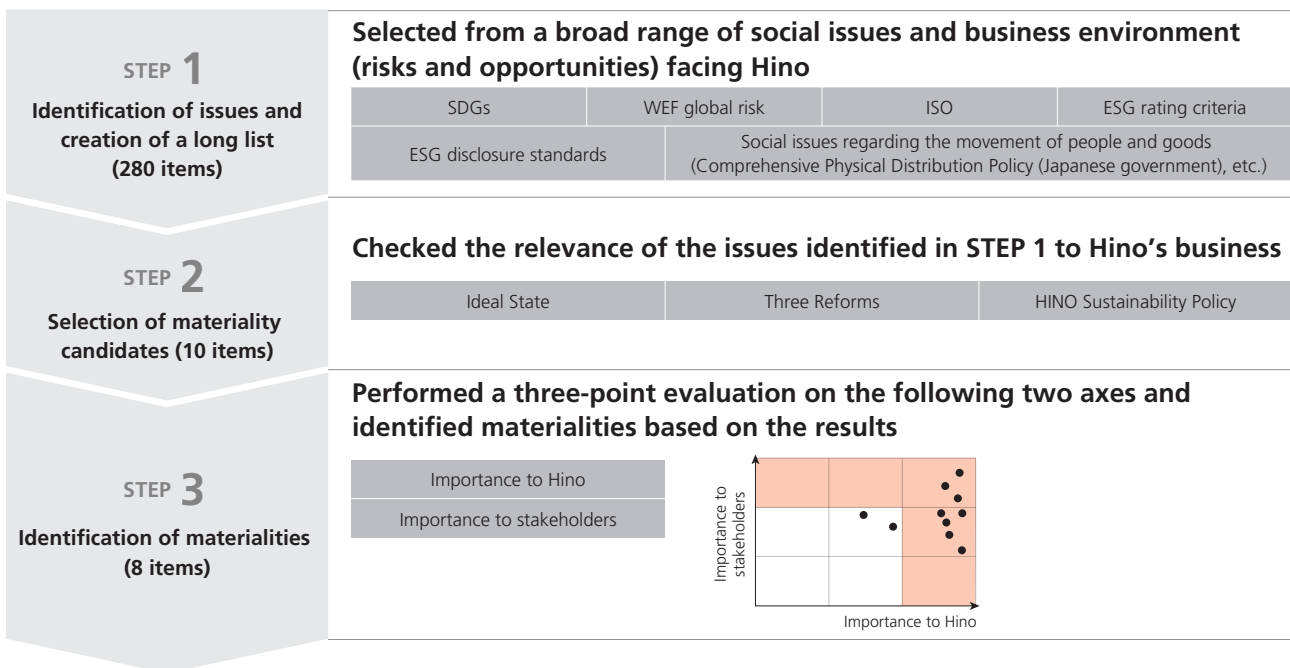 STEP 1
Identification of issues and
creation of a long list
(280 items)
Selected from a broad range of social issues and business environment
(risks and opportunities) facing Hino
SDGs
WEF global risk
ISO
ESG rating criteria
ESG disclosure standards
Social issues regarding the movement of people and goods
(Comprehensive Physical Distribution Policy (Japanese government), etc.)
STEP 2
Selection of materiality
candidates (10 items)
Checked the relevance of the issues identified in STEP 1 to Hino's business
Ideal State
Three Reforms
HINO Sustainability Policy
STEP 3
Identification of materialities
(8 items)
Performed a three-point evaluation on the following two axes and
identified materialities based on the results
Importance to Hino
Importance to stakeholders
Importance to
stakeholders
Importance to Hino